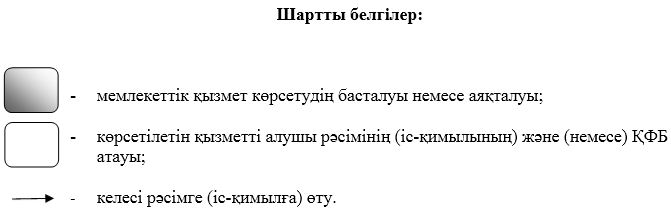 Шартты белгілер:
- мемлекеттік қызмет көрсетудің басталуы немесе аяқталуы;
- көрсетілетін қызметті алушы рәсімінің (іс-қимылының) және (немесе) ҚФБ
атауы;
- келесі рәсімге (іс-қимылға) өту.